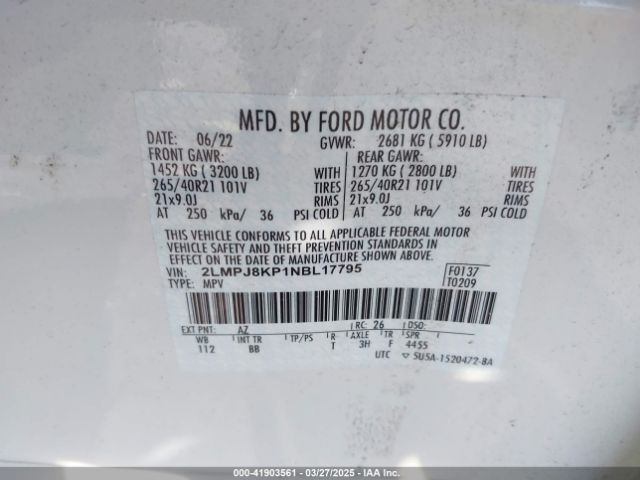 MFD. BY FORD MOTOR CO.
DATE: 06/22 GVWR: 2681 KG ( 5910 LB)
FRONT GAWR: REAR GAWR:
1452 KG ( 3200 LB) WITH 1270 KG ( 2800 LB) WITH
265/40R21 101V TIRES 265/40R21 101V TIRES
21x9.0J RIMS 21x9.0J RIMS
AT 250 kPa/ 36 PSI COLD AT 250 kPa/ 36 PSI COLD
THIS VEHICLE CONFORMS TO ALL APPLICABLE FEDERAL MOTOR
VEHICLE SAFETY AND THEFT PREVENTION STANDARDS IN
EFFECT ON THE DATE OF MANUFACTURE SHOWN ABOVE.
VIN: 2LMPJ8KP1NBL17795 F0137
TYPE: MPV T0209
EXT PNT: AZ RC: 26 DSO:
WB INT TR TP/PS R AXLE TR SPR
112 BB T 3H F 4455
UTC 5U5A-1520472-BA
000-41903561 - 03/27/2025 - IAA Inc.